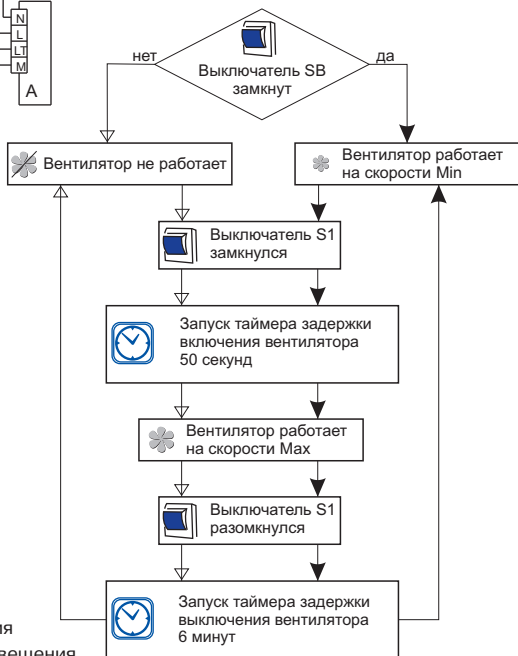 N
L
LT
M
A
нет
да
Выключатель SB
замкнут
Вентилятор не работает
Вентилятор работает
на скорости Min
Выключатель S1
замкнулся
Запуск таймера задержки
включения вентилятора
50 секунд
Вентилятор работает
на скорости Max
Выключатель S1
разомкнулся
Запуск таймера задержки
выключения вентилятора
6 минут